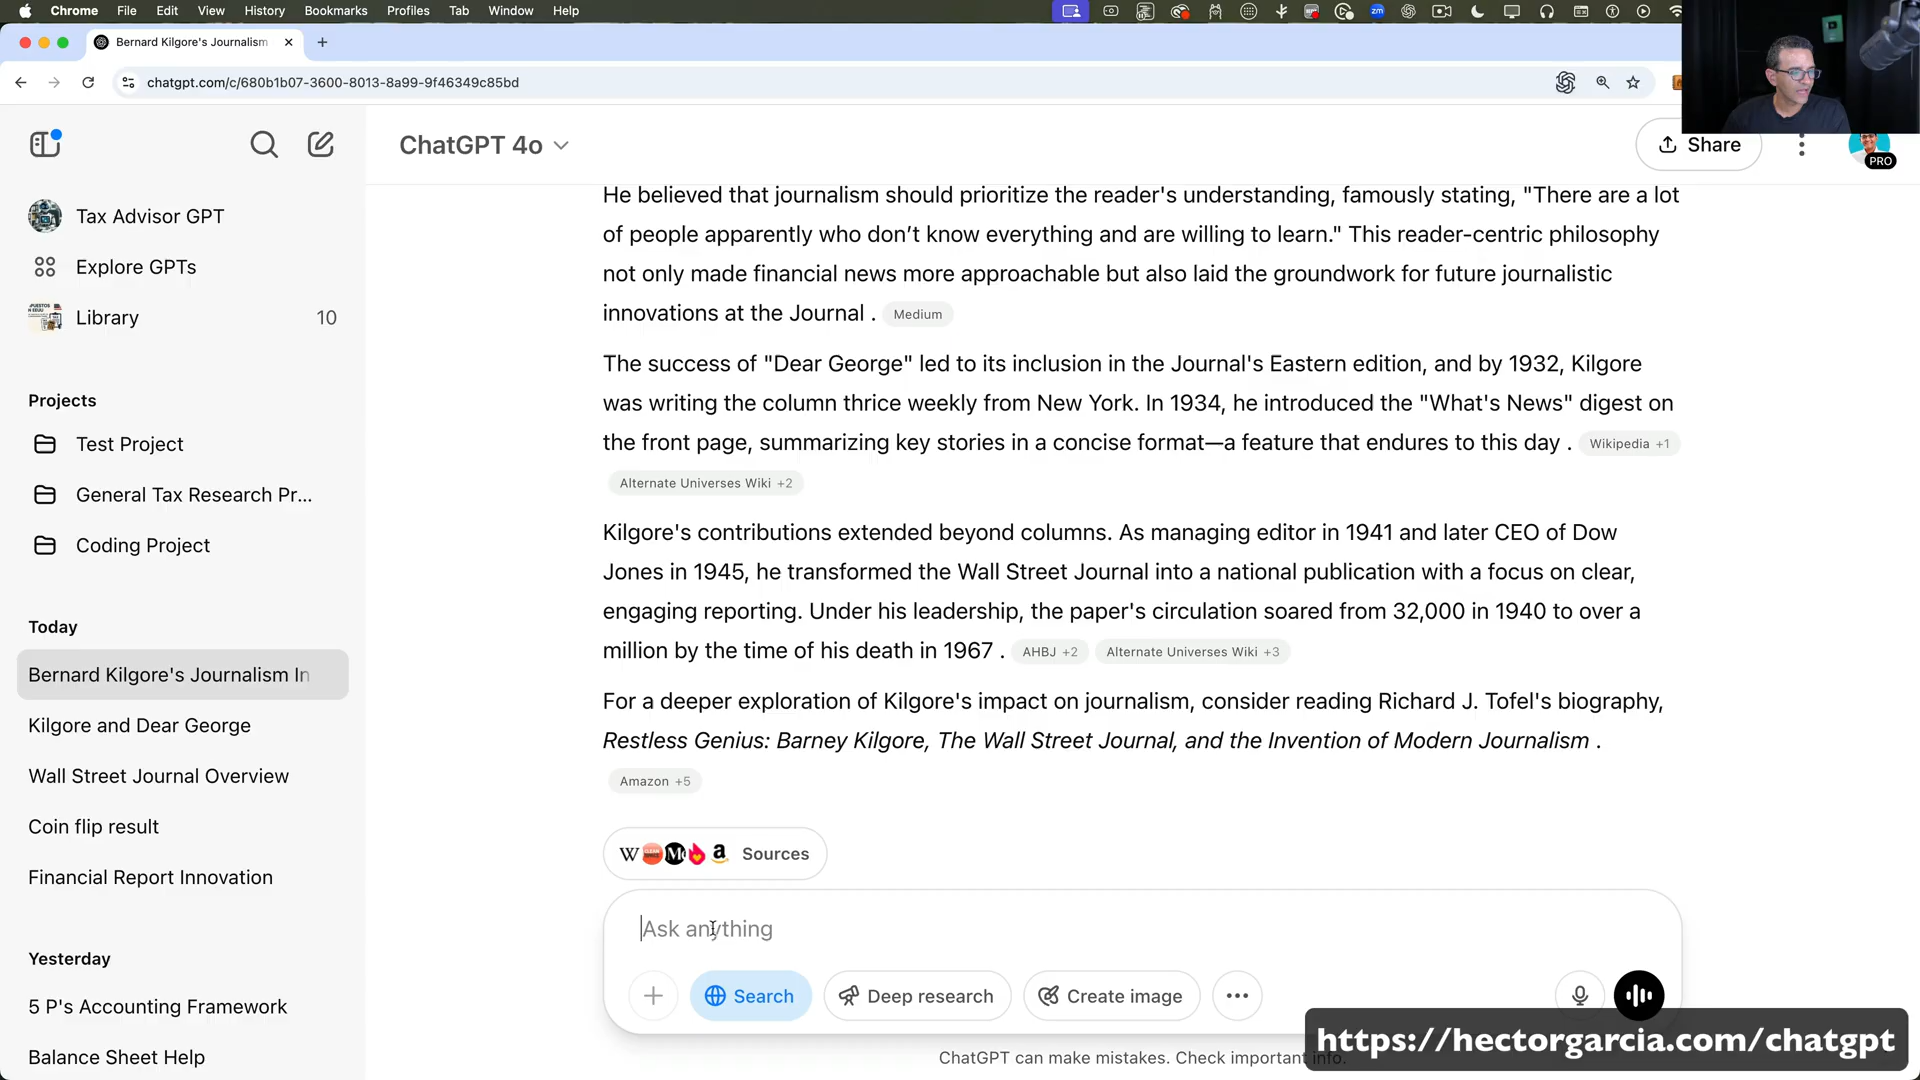 Chrome File Edit View History Bookmarks Profiles Tab Window Help
Bernard Kilgore's Journalism
chatgpt.com/c/680b1b07-3600-8013-8a99-9f46349c85bd
ChatGPT 4o
Share
PRO
Tax Advisor GPT
Explore GPTs
Library 10
Projects
Test Project
General Tax Research Pr...
Coding Project
Today
Bernard Kilgore's Journalism In
Kilgore and Dear George
Wall Street Journal Overview
Coin flip result
Financial Report Innovation
Yesterday
5 P's Accounting Framework
Balance Sheet Help
He believed that journalism should prioritize the reader's understanding, famously stating, "There are a lot
of people apparently who don’t know everything and are willing to learn." This reader-centric philosophy
not only made financial news more approachable but also laid the groundwork for future journalistic
innovations at the Journal . Medium
The success of "Dear George" led to its inclusion in the Journal's Eastern edition, and by 1932, Kilgore
was writing the column thrice weekly from New York. In 1934, he introduced the "What's News" digest on
the front page, summarizing key stories in a concise format—a feature that endures to this day . Wikipedia +1
Alternate Universes Wiki +2
Kilgore's contributions extended beyond columns. As managing editor in 1941 and later CEO of Dow
Jones in 1945, he transformed the Wall Street Journal into a national publication with a focus on clear,
engaging reporting. Under his leadership, the paper's circulation soared from 32,000 in 1940 to over a
million by the time of his death in 1967 . AHBJ +2 Alternate Universes Wiki +3
For a deeper exploration of Kilgore's impact on journalism, consider reading Richard J. Tofel's biography,
Restless Genius: Barney Kilgore, The Wall Street Journal, and the Invention of Modern Journalism .
Amazon +5
Sources
Ask anything
Search Deep research Create image
ChatGPT can make mistakes. Check important info.
https://hectorgarcia.com/chatgpt